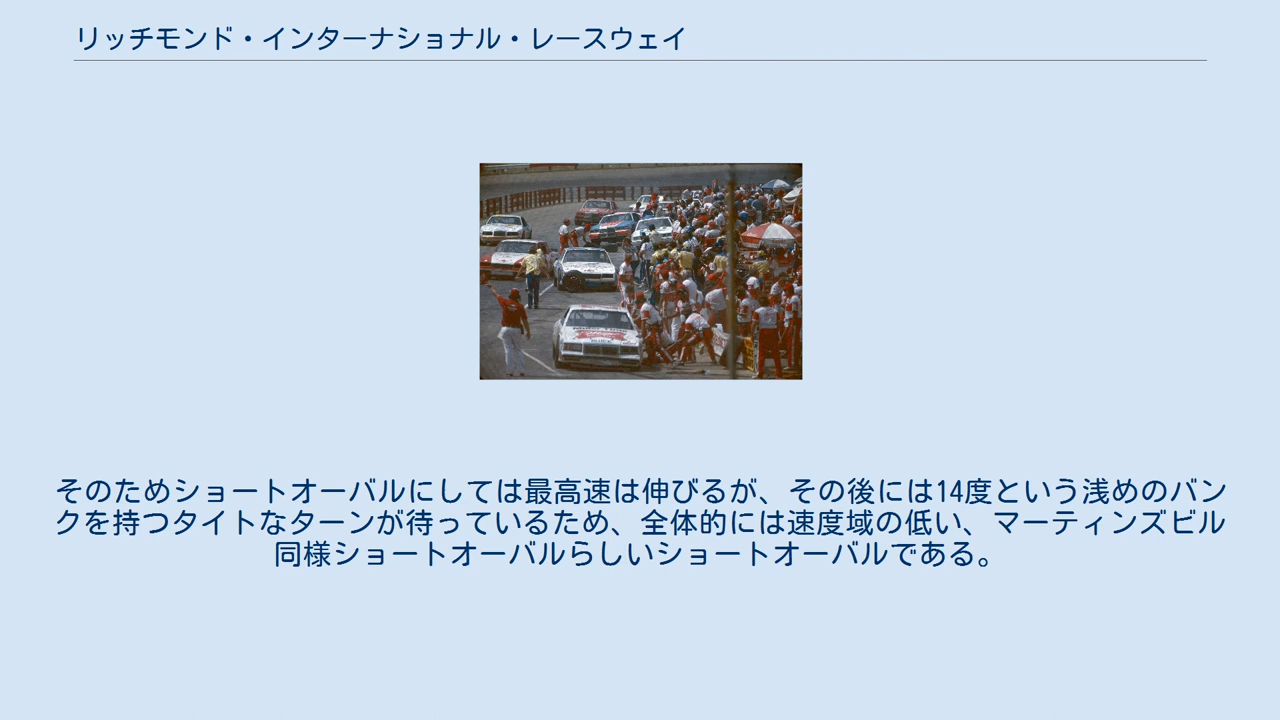 リッチモンド・インターナショナル・レースウェイ
そのためショートオーバルにしては最高速は伸びるが、その後には14度という浅めのバン
クを持つタイトなターンが待っているため、全体的には速度域の低い、マーティンズビル
同様ショートオーバルらしいショートオーバルである。